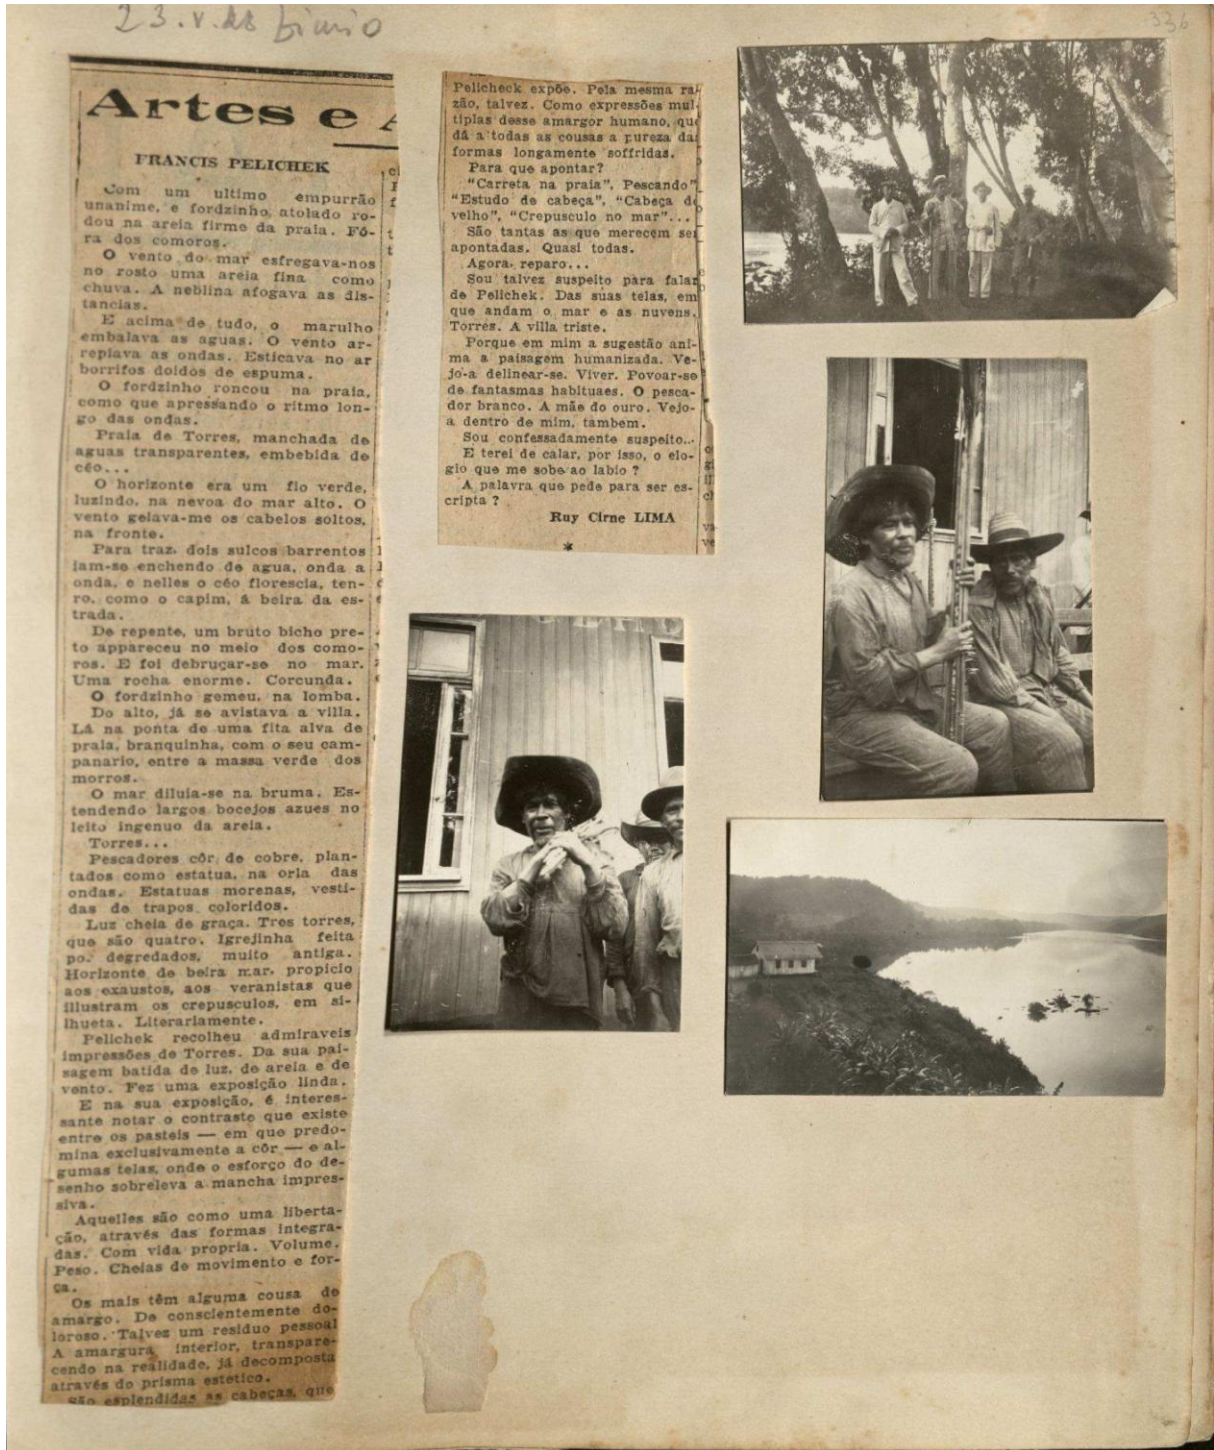 23.V.28 Diario
336
Artes e A
FRANCIS PELICHEK
Com um ultimo empurrão
unanime, e fordzinho, atolado ro-
dou na areia firme da praia. Fó-
ra dos comoros.
O vento do mar esfregava-nos
no rosto uma areia fina como
chuva. A neblina afogava as dis-
tancias.
E acima de tudo, o marulho
embalava as aguas. O vento ar-
repiava as ondas. Esticava no ar
borrifos doidos de espuma.
O fordzinho roncou na praia,
como que apressando o ritmo lon-
go das ondas.
Praia de Torres, manchada de
aguas transparentes, embebida de
céo...
O horizonte era um fio verde,
luzindo, na nevoa do mar alto. O
vento gelava-me os cabelos soltos,
na fronte.
Para traz, dois sulcos barrentos
iam-se enchendo de agua, onda a
onda, e nelles o céo florescia, ten-
ro, como o capim, á beira da es-
trada.
De repente, um bruto bicho pre-
to appareceu no meio dos como-
ros. E foi debruçar-se no mar.
Uma rocha enorme. Corcunda.
O fordzinho gemeu, na lomba.
Do alto, já se avistava a villa.
Lá na ponta de uma fita alva de
praia, branquinha, com o seu cam-
panario, entre a massa verde dos
morros.
O mar diluia-se na bruma. Es-
tendendo largos bocejos azues no
leito ingenuo da areia.
Torres...
Pescadores côr de cobre, plan-
tados como estatua, na orla das
ondas. Estatuas morenas, vesti-
das de trapos coloridos.
Luz cheia de graça. Tres torres,
que são quatro. Igrejinha feita
po. degredados, muito antiga.
Horizonte de beira mar, propicio
aos exaustos, aos veranistas que
illustram os crepusculos, em si-
lhueta. Literariamente.
Pelichek recolheu admiraveis
impressões de Torres. Da sua pai-
sagem batida de luz, de areia e de
vento. Fez uma exposição linda.
E na sua exposição, é interes-
sante notar o contraste que existe
entre os pasteis — em que predo-
mina exclusivamente a côr — e al-
gumas telas, onde o esforço do de-
senho sobreleva a mancha impres-
siva.
Aquelles são como uma liberta-
ção, através das formas integra-
das. Com vida propria. Volume.
Peso. Cheias de movimento e for-
ça.
Os mais têm alguma cousa de
amargo. De conscientemente do-
loroso. Talvez um residuo pessoal
A amargura interior, transpare-
cendo na realidade, já decomposta
através do prisma estetico.
São esplendidas as cabeças, que
Pelicheck expõe. Pela mesma ra
zão, talvez. Como expressões mul
tiplas desse amargor humano, que
dá a todas as cousas a pureza das
formas longamente soffridas.
Para que apontar?
"Carreta na praia", Pescando"
"Estudo de cabeça", "Cabeça de
velho", "Crepusculo no mar"...
São tantas as que merecem ser
apontadas. Quasi todas.
Agora, reparo...
Sou talvez suspeito para falar
de Pelichek. Das suas telas, em
que andam o mar e as nuvens.
Torres. A villa triste.
Porque em mim a sugestão ani-
ma a paisagem humanizada. Ve-
jo-a delinear-se. Viver. Povoar-se
de fantasmas habituaes. O pesca-
dor branco. A mãe do ouro. Vejo-
a dentro de mim, tambem.
Sou confessadamente suspeito...
E terei de calar, por isso, o elo-
gio que me sobe ao labio ?
A palavra que pede para ser es-
cripta ?
Ruy Cirne LIMA
*